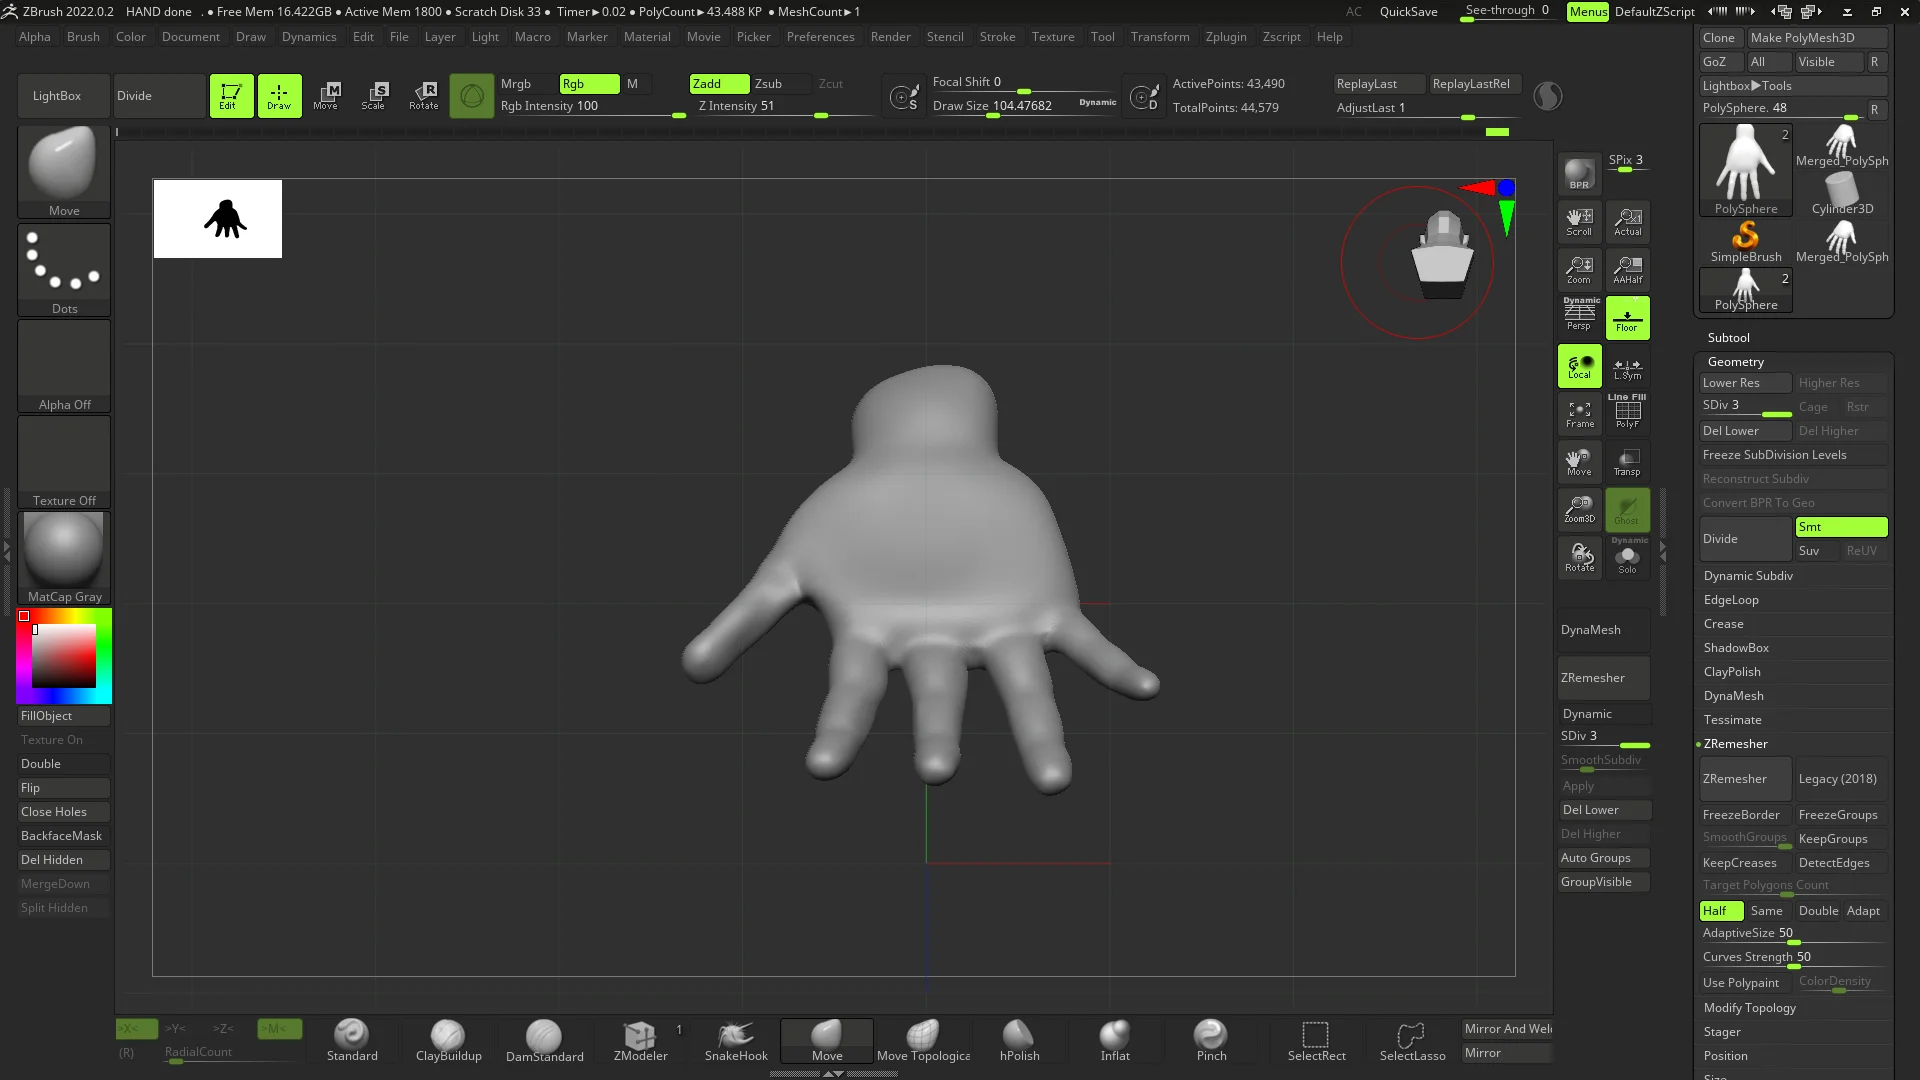 ZBrush 2022.0.2 HAND done . • Free Mem 16.422GB • Active Mem 1800 • Scratch Disk 33 • Timer►0.02 • PolyCount►43.488 KP • MeshCount►1 AC QuickSave See-through 0 Menus DefaultZScript
Alpha Brush Color Document Draw Dynamics Edit File Layer Light Macro Marker Material Movie Picker Preferences Render Stencil Stroke Texture Tool Transform Zplugin Zscript Help
LightBox Divide Edit Draw Move Scale Rotate
M S R
Mrgb Rgb M Zadd Zsub Zcut
Rgb Intensity 100 Z Intensity 51
S Focal Shift 0
Draw Size 104.47682 Dynamic
D ActivePoints: 43,490
TotalPoints: 44,579
ReplayLast ReplayLastRel
AdjustLast 1
Move
Dots
Alpha Off
Texture Off
MatCap Gray
FillObject
Texture On
Double
Flip
Close Holes
BackfaceMask
Del Hidden
MergeDown
Split Hidden
BPR SPix 3
Scroll Actual
Zoom AAHalf
Dynamic
Persp Floor
Local L.Sym
Line Fill
Frame PolyF
Move Transp
Zoom3D Ghost
Dynamic
Rotate Solo
DynaMesh
ZRemesher
Dynamic
SDiv 3
SmoothSubdiv
Apply
Del Lower
Del Higher
Auto Groups
GroupVisible
Clone Make PolyMesh3D
GoZ All Visible R
Lightbox►Tools
PolySphere. 48 R
2
PolySphere
Merged_PolySph
Cylinder3D
SimpleBrush Merged_PolySph
2
PolySphere
Subtool
Geometry
Lower Res Higher Res
SDiv 3 Cage Rstr
Del Lower Del Higher
Freeze SubDivision Levels
Reconstruct Subdiv
Convert BPR To Geo
Divide Smt
Suv ReUV
Dynamic Subdiv
EdgeLoop
Crease
ShadowBox
ClayPolish
DynaMesh
Tessimate
ZRemesher
ZRemesher Legacy (2018)
FreezeBorder FreezeGroups
SmoothGroups KeepGroups
KeepCreases DetectEdges
Target Polygons Count
Half Same Double Adapt
AdaptiveSize 50
Curves Strength 50
Use Polypaint ColorDensity
Modify Topology
Stager
Position
>X< >Y< >Z< >M<
(R) RadialCount
Standard ClayBuildup DamStandard ZModeler 1 SnakeHook Move Move Topologica hPolish Inflat Pinch SelectRect SelectLasso
Mirror And Weld
Mirror